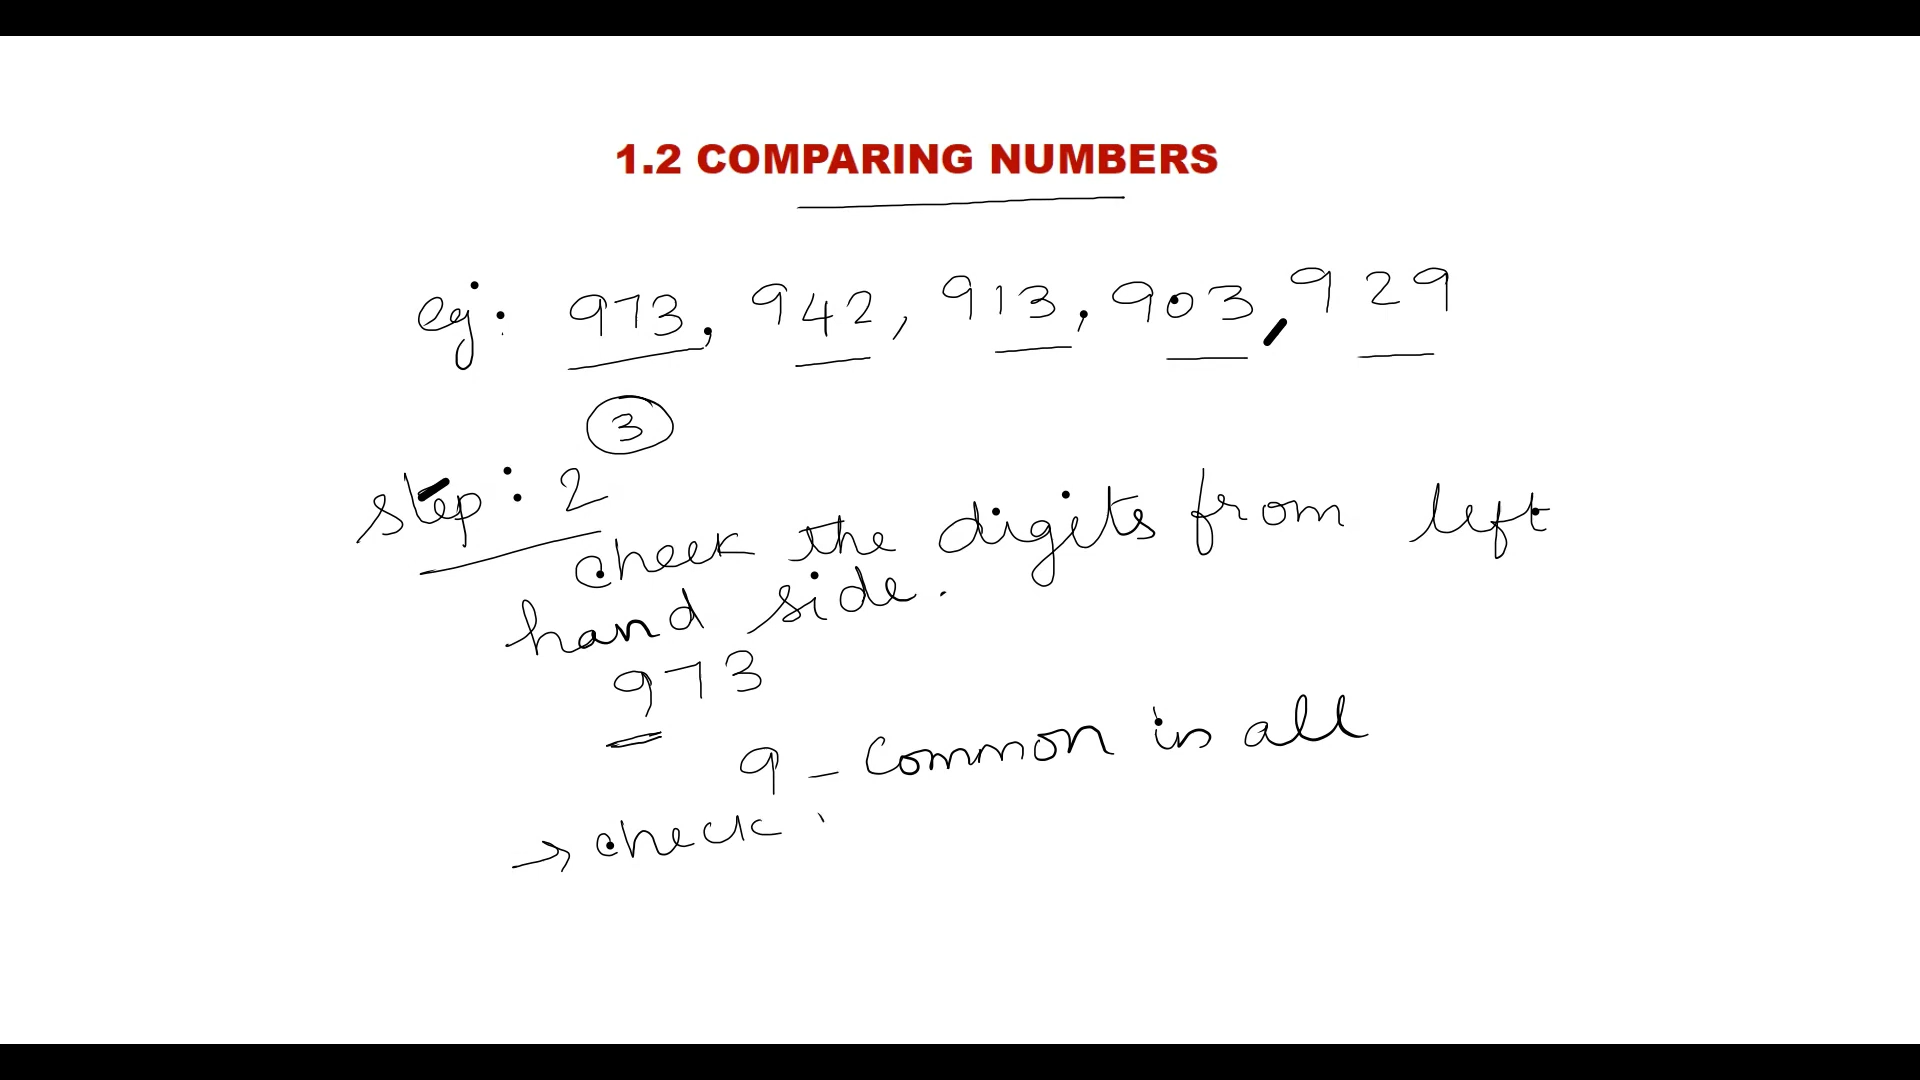 1.2 COMPARING NUMBERS
eg: 973, 942, 913, 903, 929
3
step: 2
check the digits from left
hand side.
973
9 - Common in all
→ check